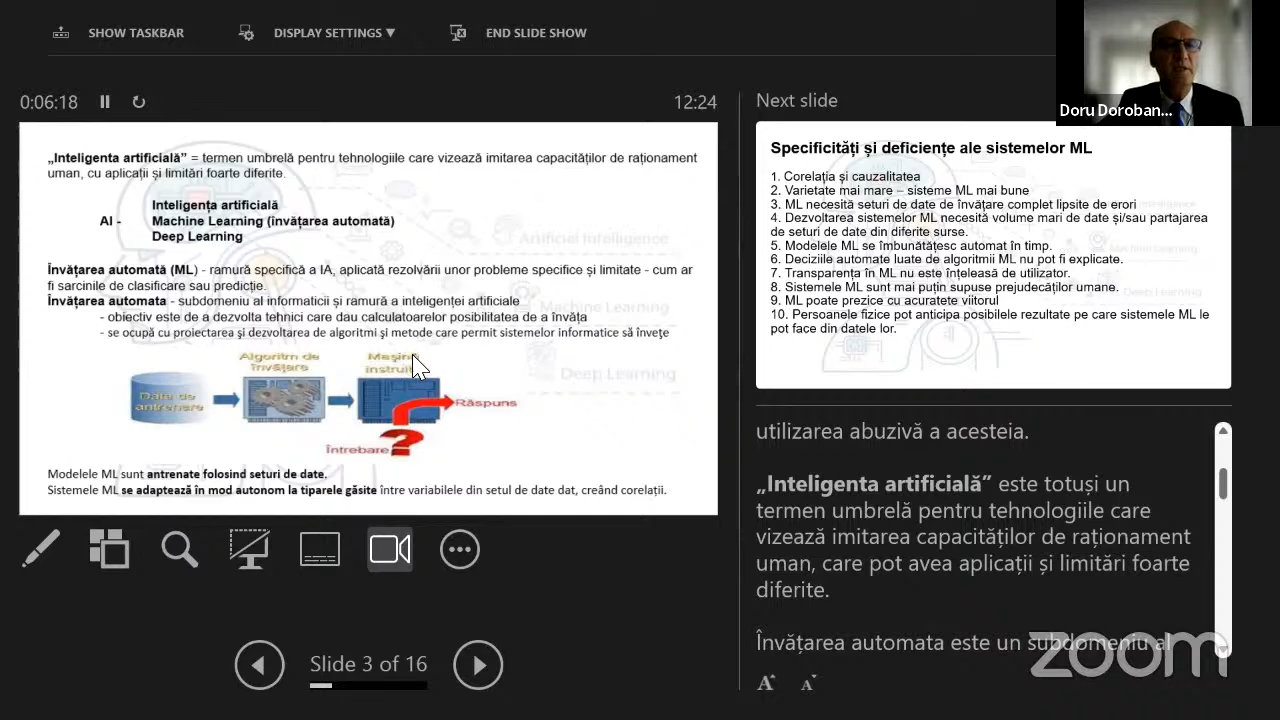 SHOW TASKBAR
DISPLAY SETTINGS ▼
END SLIDE SHOW
Doru Doroban...
0:06:18
12:24
„Inteligenta artificială” = termen umbrelă pentru tehnologiile care vizează imitarea capacităților de raționament
uman, cu aplicații și limitări foarte diferite.
Inteligența artificială
AI - Machine Learning (învățarea automată)
Deep Learning
Artificial Intelligence
Machine Learning
Deep Learning
Învățarea automată (ML) - ramură specifică a IA, aplicată rezolvării unor probleme specifice și limitate - cum ar
fi sarcinile de clasificare sau predicție.
Învățarea automata - subdomeniu al informaticii și ramură a inteligenței artificiale
- obiectiv este de a dezvolta tehnici care dau calculatoarelor posibilitatea de a învăța
- se ocupă cu proiectarea și dezvoltarea de algoritmi și metode care permit sistemelor informatice să învețe
Algoritm de
învățare
Mașină
instruit
Date de
antrenare
Răspuns
Întrebare
Modelele ML sunt antrenate folosind seturi de date.
Sistemele ML se adaptează în mod autonom la tiparele găsite între variabilele din setul de date dat, creând corelații.
Slide 3 of 16
Next slide
Specificități și deficiențe ale sistemelor ML
1. Corelația și cauzalitatea
2. Varietate mai mare – sisteme ML mai bune
3. ML necesită seturi de date de învățare complet lipsite de erori
4. Dezvoltarea sistemelor ML necesită volume mari de date și/sau partajarea
de seturi de date din diferite surse.
5. Modelele ML se îmbunătățesc automat în timp.
6. Deciziile automate luate de algoritmii ML nu pot fi explicate.
7. Transparența în ML nu este înțeleasă de utilizator.
8. Sistemele ML sunt mai puțin supuse prejudecăților umane.
9. ML poate prezice cu acuratete viitorul
10. Persoanele fizice pot anticipa posibilele rezultate pe care sistemele ML le
pot face din datele lor.
utilizarea abuzivă a acesteia.
„Inteligenta artificială” este totuși un
termen umbrelă pentru tehnologiile care
vizează imitarea capacităților de raționament
uman, care pot avea aplicații și limitări foarte
diferite.
Învățarea automata este un subdomeniu al
zoom
A A